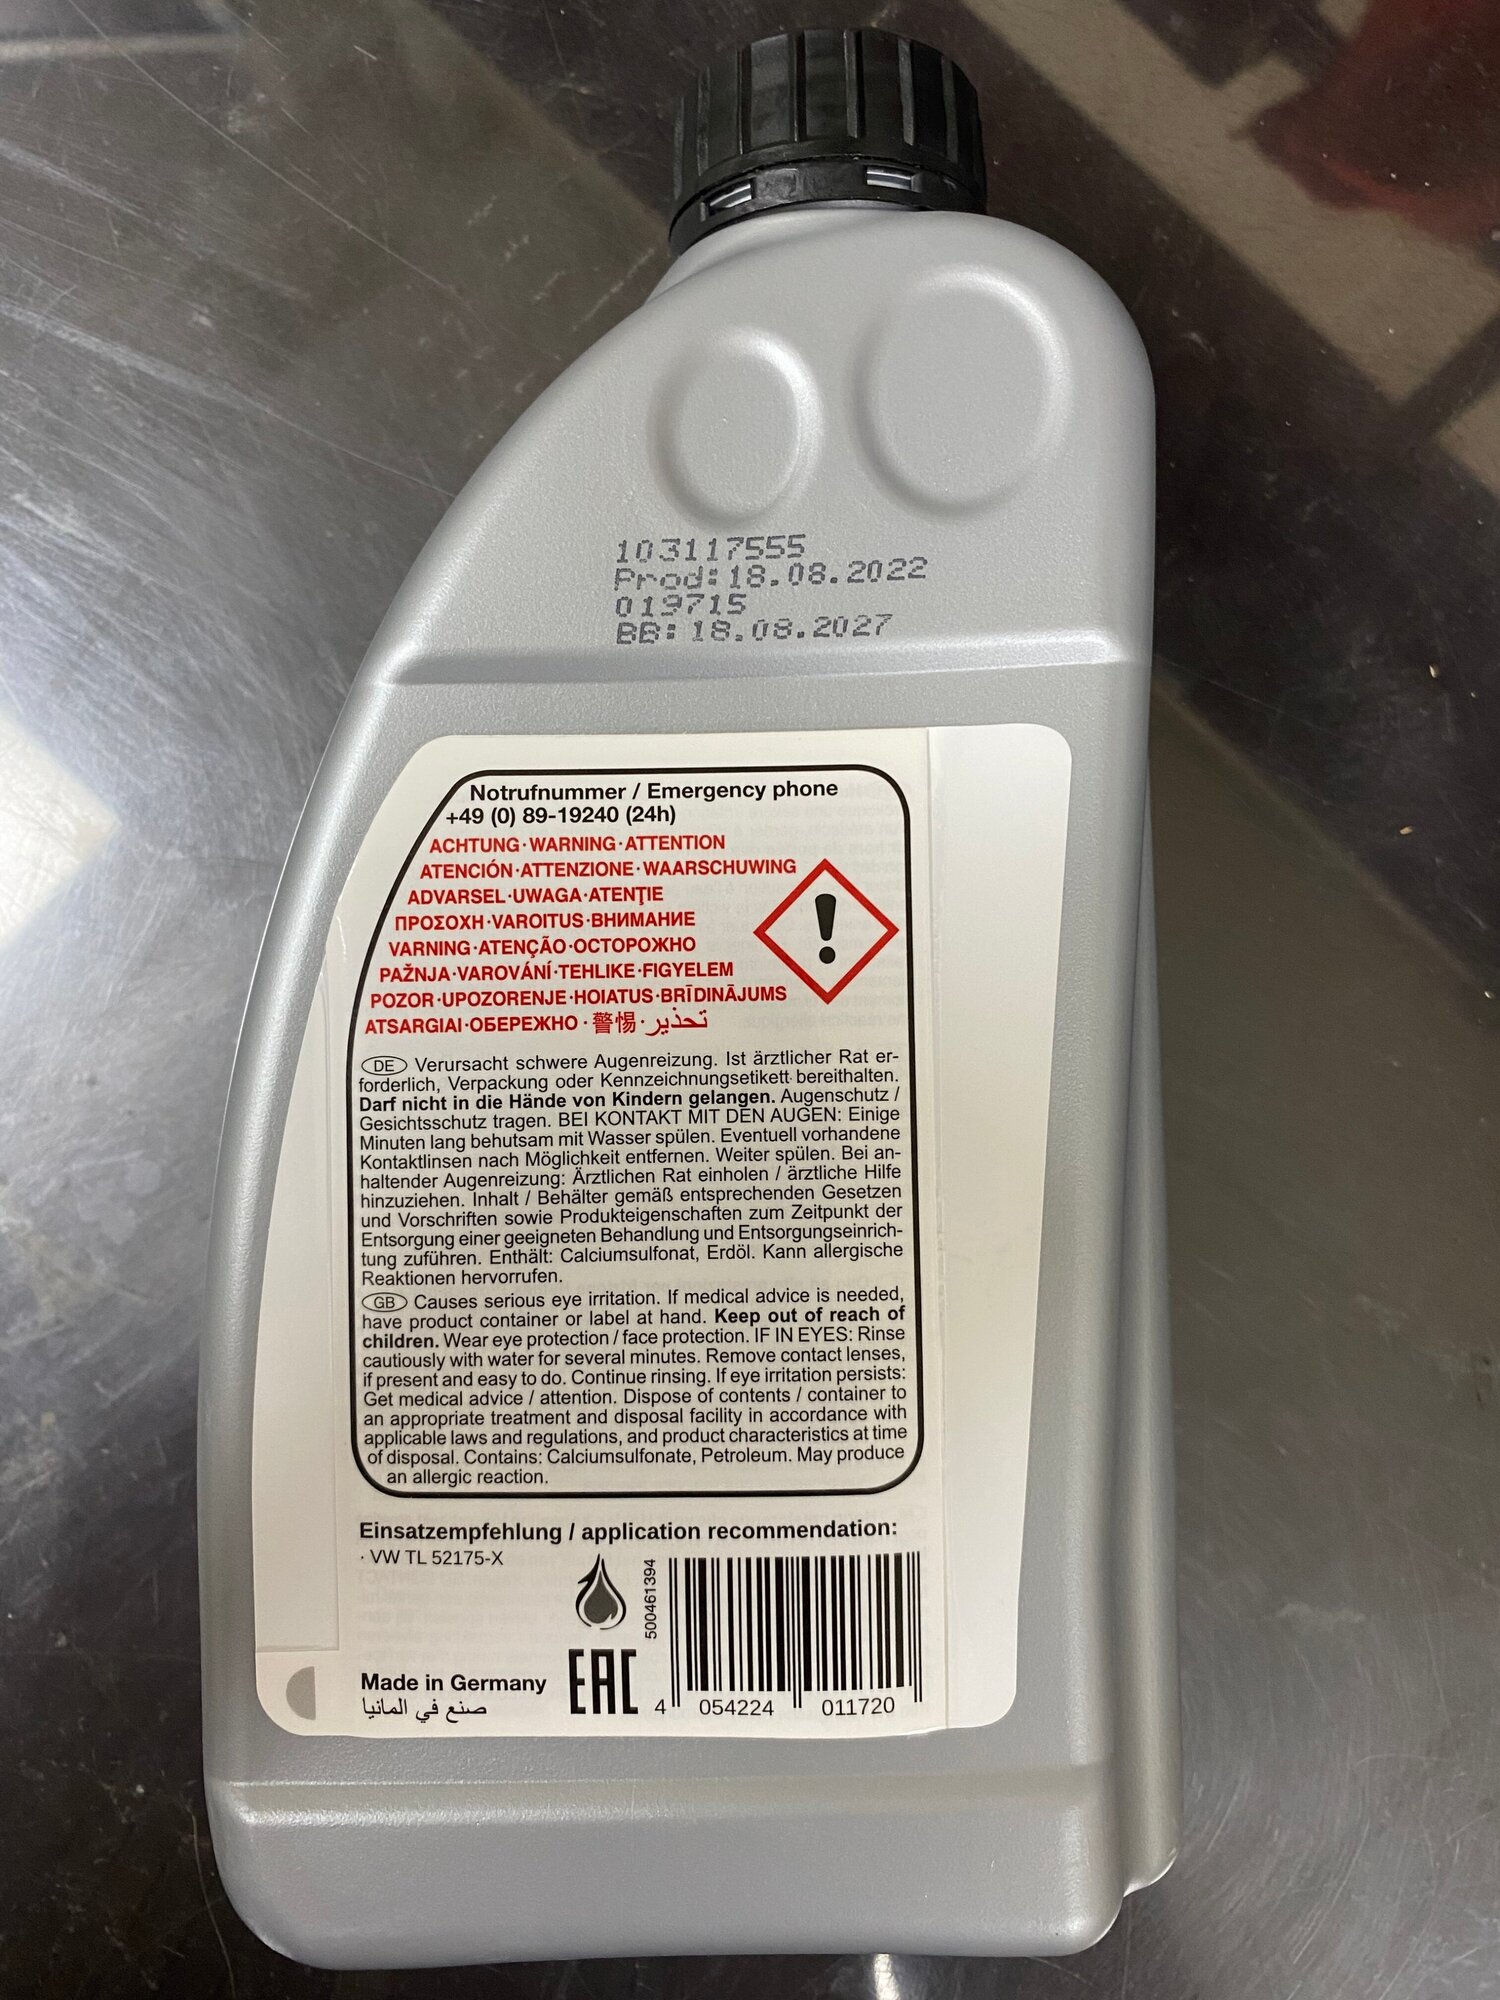 103117555
Prod:18.08.2022
019715
BB:18.08.2027
Notrufnummer / Emergency phone
+49 (0) 89-19240 (24h)
ACHTUNG·WARNING·ATTENTION
ATENCIÓN·ATTENZIONE·WAARSCHUWING
ADVARSEL·UWAGA·ATENŢIE
ΠΡΟΣΟΧΗ·VAROITUS·ВНИМАНИЕ
VARNING·ATENÇÃO·ОСТОРОЖНО
PAŽNJA·VAROVÁNÍ·TEHLIKE·FIGYELEM
POZOR·UPOZORENJE·HOIATUS·BRĪDINĀJUMS
ATSARGIAI·ОБЕРЕЖНО·警惕·تحذير
DE Verursacht schwere Augenreizung. Ist ärztlicher Rat er-
forderlich, Verpackung oder Kennzeichnungsetikett bereithalten.
Darf nicht in die Hände von Kindern gelangen. Augenschutz /
Gesichtsschutz tragen. BEI KONTAKT MIT DEN AUGEN: Einige
Minuten lang behutsam mit Wasser spülen. Eventuell vorhandene
Kontaktlinsen nach Möglichkeit entfernen. Weiter spülen. Bei an-
haltender Augenreizung: Ärztlichen Rat einholen / ärztliche Hilfe
hinzuziehen. Inhalt / Behälter gemäß entsprechenden Gesetzen
und Vorschriften sowie Produkteigenschaften zum Zeitpunkt der
Entsorgung einer geeigneten Behandlung und Entsorgungseinrich-
tung zuführen. Enthält: Calciumsulfonat, Erdöl. Kann allergische
Reaktionen hervorrufen.
GB Causes serious eye irritation. If medical advice is needed,
have product container or label at hand. Keep out of reach of
children. Wear eye protection / face protection. IF IN EYES: Rinse
cautiously with water for several minutes. Remove contact lenses,
if present and easy to do. Continue rinsing. If eye irritation persists:
Get medical advice / attention. Dispose of contents / container to
an appropriate treatment and disposal facility in accordance with
applicable laws and regulations, and product characteristics at time
of disposal. Contains: Calciumsulfonate, Petroleum. May produce
an allergic reaction.
Einsatzempfehlung / application recommendation:
· VW TL 52175-X
500461394
Made in Germany
صنع في المانيا
EAC
4 054224 011720